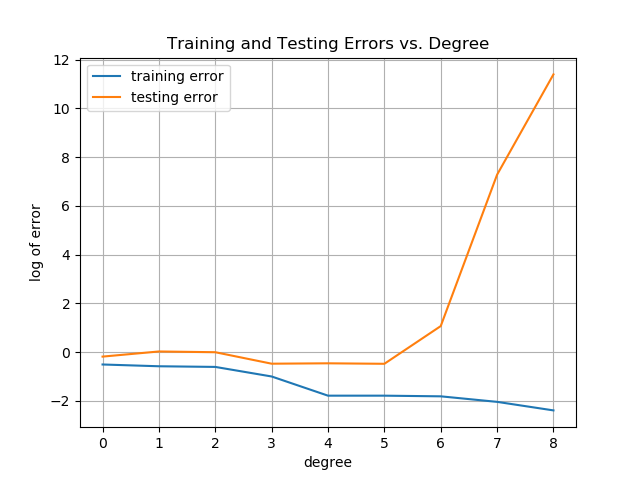 Training and Testing Errors vs. Degree
training error
testing error
12
10
8
6
4
2
0
−2
log of error
0 1 2 3 4 5 6 7 8
degree